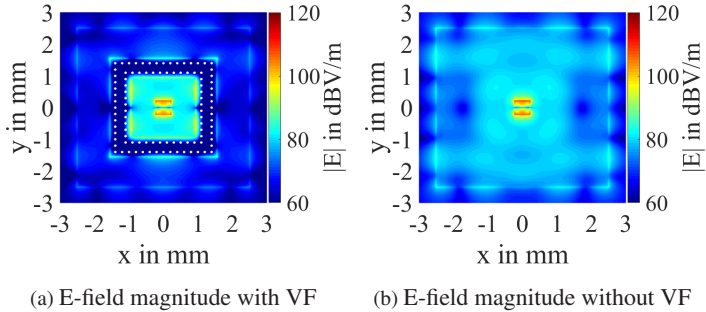 3
2
1
0
-1
-2
-3
y in mm
-3 -2 -1 0 1 2 3
x in mm
120
100
80
60
|E| in dBV/m
(a) E-field magnitude with VF
3
2
1
0
-1
-2
-3
y in mm
-3 -2 -1 0 1 2 3
x in mm
120
100
80
60
|E| in dBV/m
(b) E-field magnitude without VF